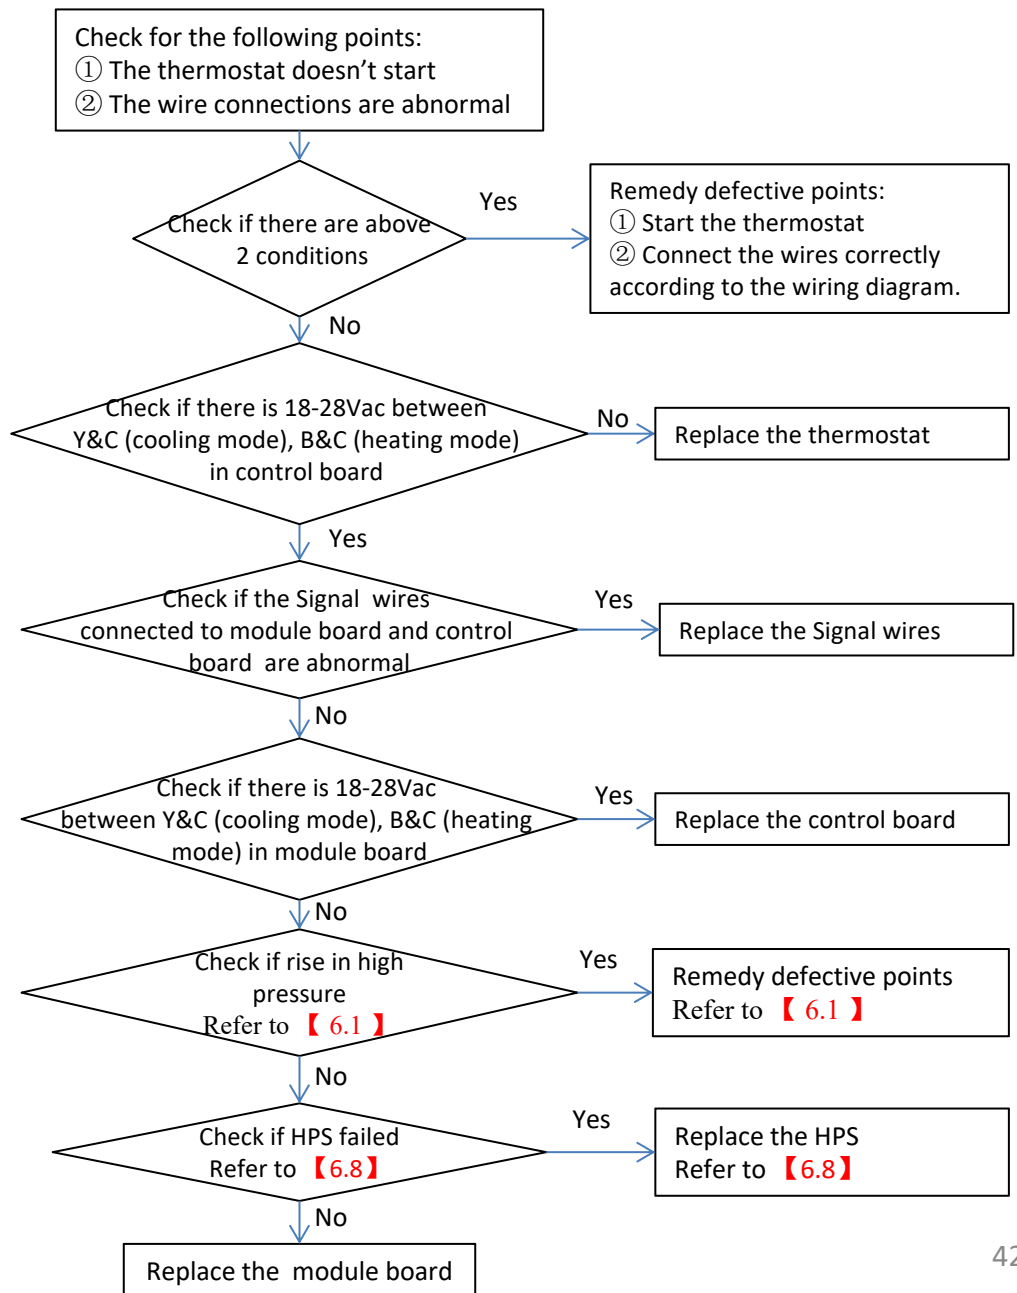 Check for the following points:
① The thermostat doesn’t start
② The wire connections are abnormal
Check if there are above
2 conditions
Yes
Remedy defective points:
① Start the thermostat
② Connect the wires correctly
according to the wiring diagram.
No
Check if there is 18-28Vac between
Y&C (cooling mode), B&C (heating mode)
in control board
No
Replace the thermostat
Yes
Check if the Signal wires
connected to module board and control
board are abnormal
Yes
Replace the Signal wires
No
Check if there is 18-28Vac
between Y&C (cooling mode), B&C (heating
mode) in module board
Yes
Replace the control board
No
Check if rise in high
pressure
Refer to 【 6.1 】
Yes
Remedy defective points
Refer to 【 6.1 】
No
Check if HPS failed
Refer to 【6.8】
Yes
Replace the HPS
Refer to 【6.8】
No
Replace the module board
42